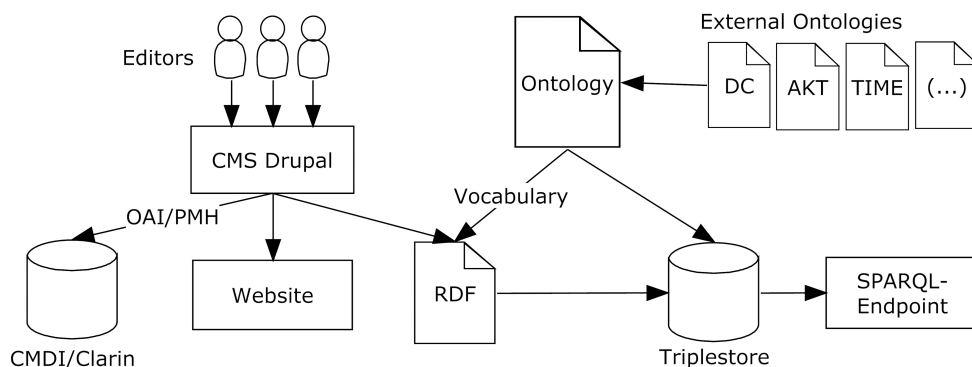 External Ontologies
Editors
Ontology
DC
AKT
TIME
(...)
CMS Drupal
Vocabulary
OAI/PMH
Website
RDF
SPARQL-
Endpoint
CMDI/Clarin
Triplestore